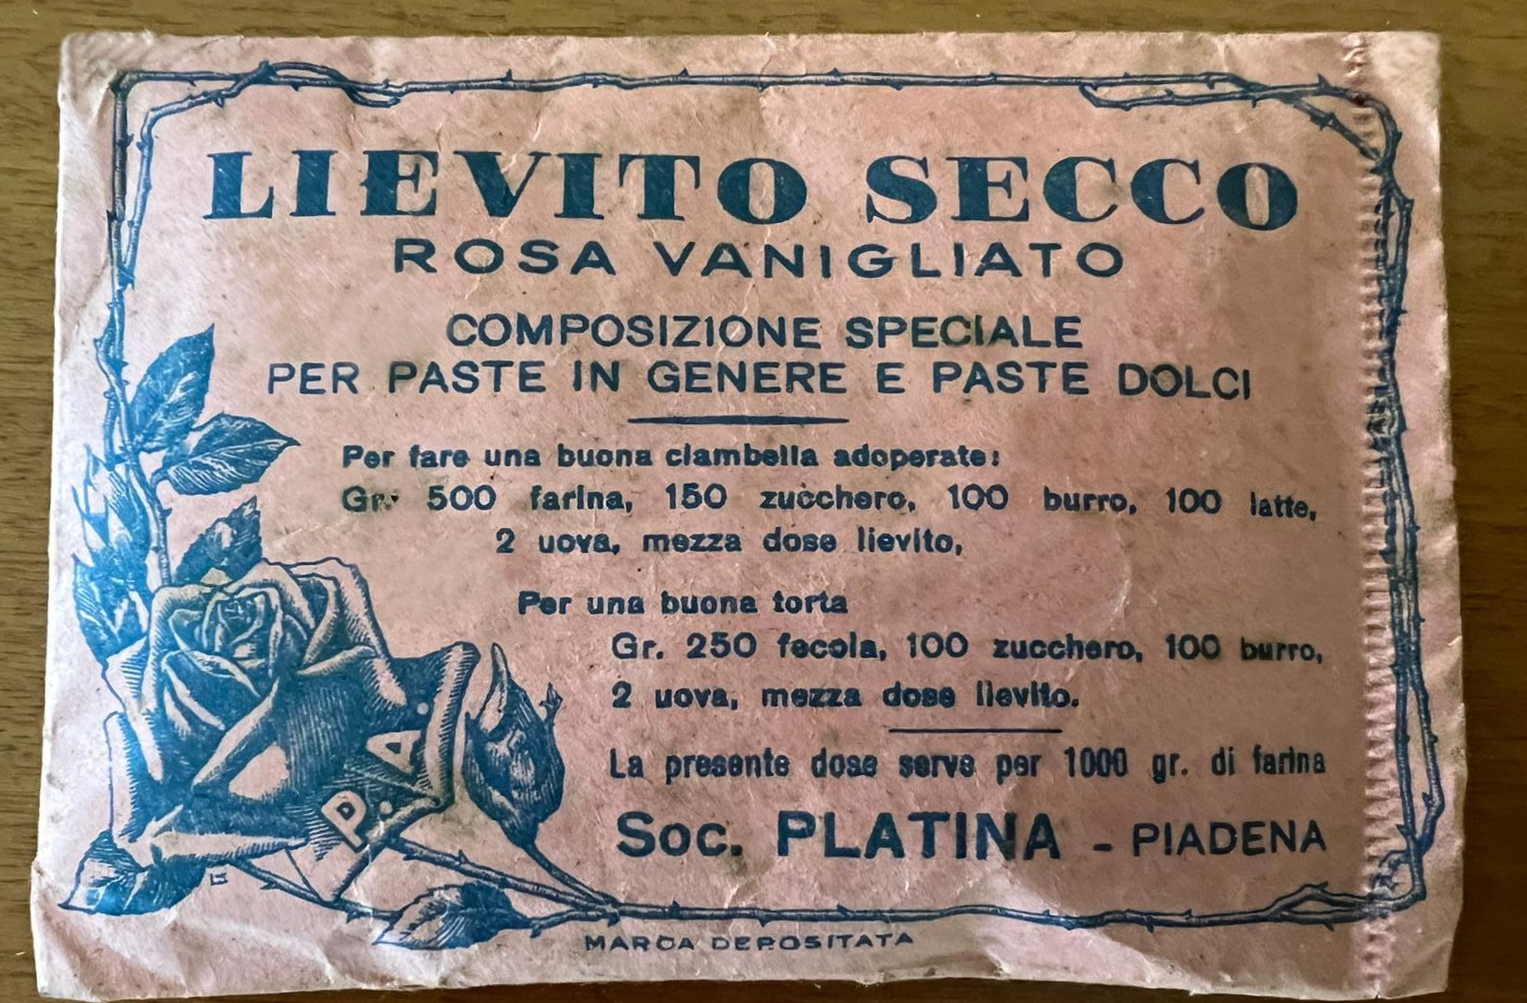 LIEVITO SECCO
ROSA VANIGLIATO
COMPOSIZIONE SPECIALE
PER PASTE IN GENERE E PASTE DOLCI
Per fare una buona ciambella adoperate:
Gr. 500 farina, 150 zucchero, 100 burro, 100 latte,
2 uova, mezza dose lievito,
Per una buona torta
Gr. 250 fecola, 100 zucchero, 100 burro,
2 uova, mezza dose lievito.
La presente dose serve per 1000 gr. di farina
P. A.
Soc. PLATINA - PIADENA
MARCA DEPOSITATA